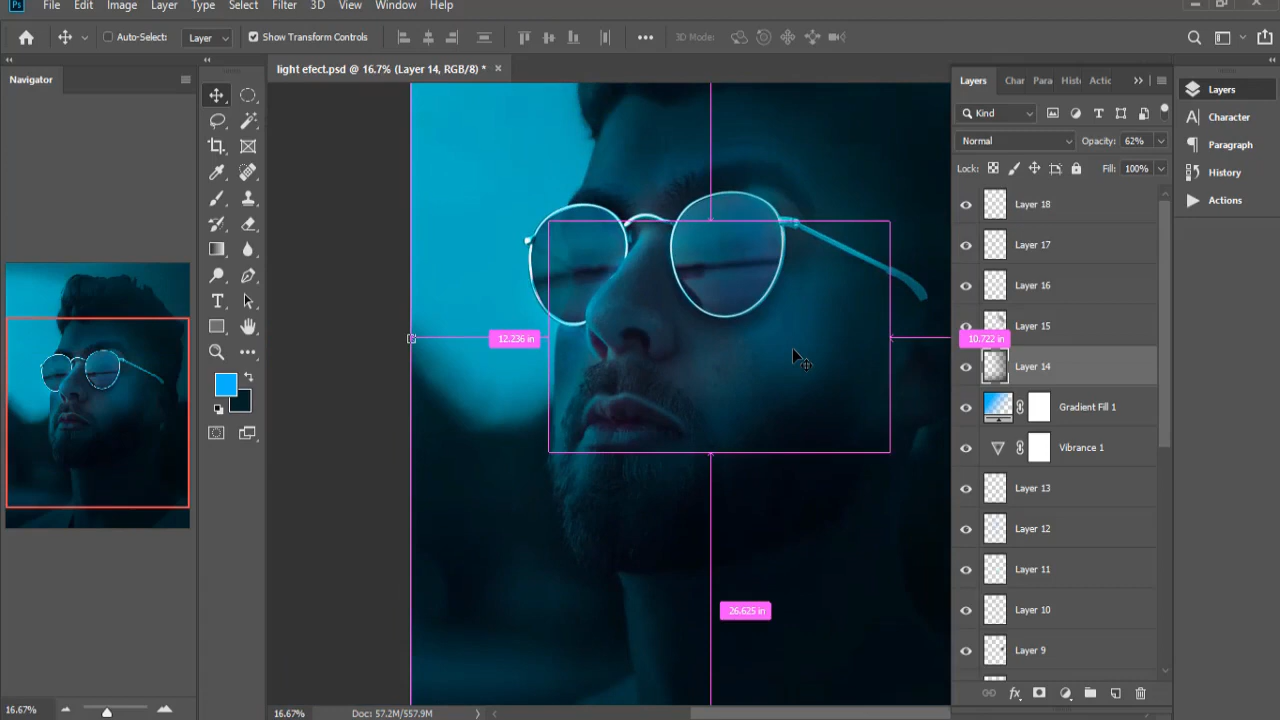 Ps File Edit Image Layer Type Select Filter 3D View Window Help
Auto-Select: Layer Show Transform Controls 3D Mode:
Navigator
light efect.psd @ 16.7% (Layer 14, RGB/8) *
Layers Char Para Hist Actic
Kind
Normal Opacity: 62%
Lock: Fill: 100%
Layer 18
Layer 17
Layer 16
Layer 15
Layer 14
Gradient Fill 1
Vibrance 1
Layer 13
Layer 12
Layer 11
Layer 10
Layer 9
Layers
Character
Paragraph
History
Actions
12.236 in
10.722 in
26.625 in
16.67%
16.67% Doc: 57.2M/557.9M